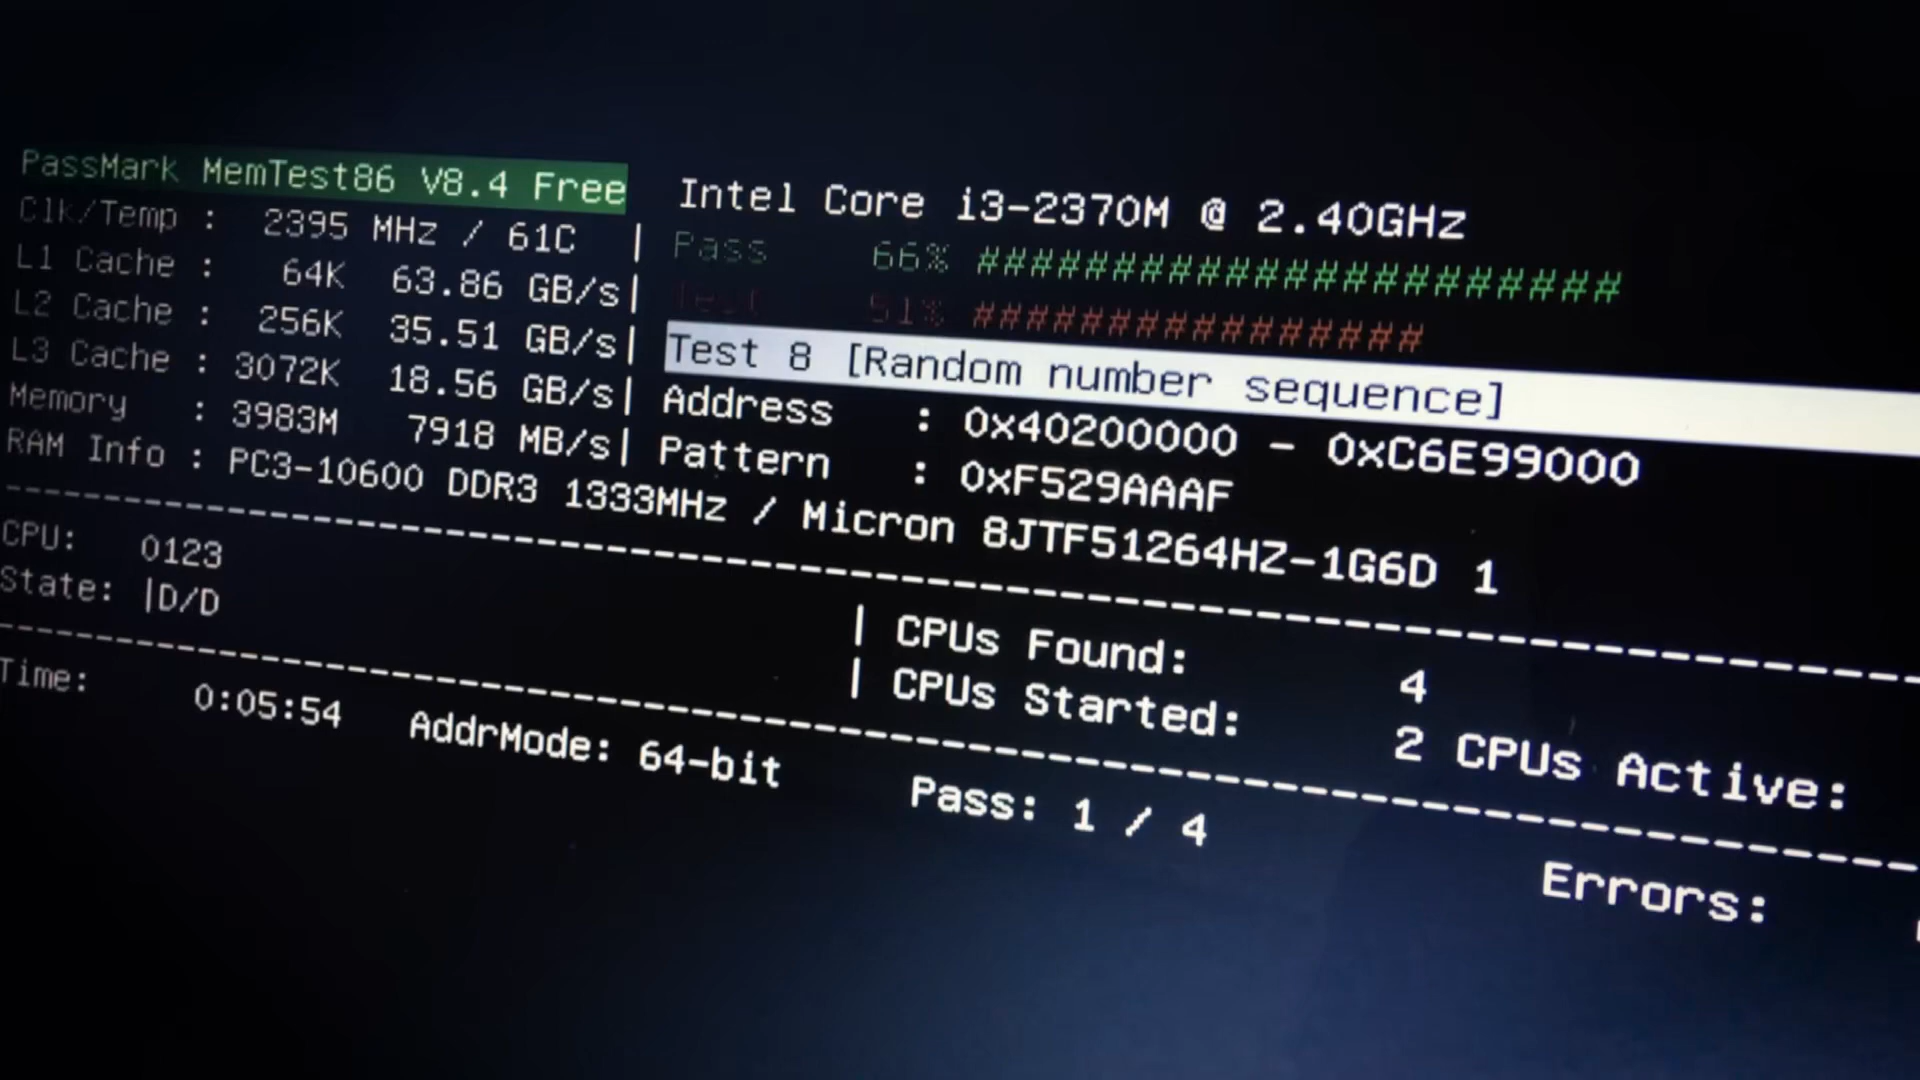 PassMark MemTest86 V8.4 Free
Intel Core i3-2370M @ 2.40GHz
Clk/Temp : 2395 MHz / 61C |
Pass 66% ########################
L1 Cache : 64K 63.86 GB/s|
Test 51% #################
L2 Cache : 256K 35.51 GB/s|
Test 8 [Random number sequence]
L3 Cache : 3072K 18.56 GB/s|
Address : 0x40200000 - 0xC6E99000
Memory : 3983M 7918 MB/s|
Pattern : 0xF529AAAF
RAM Info : PC3-10600 DDR3 1333MHz / Micron 8JTF51264HZ-1G6D 1
CPU: 0123
| CPUs Found: 4
State: |D/D
| CPUs Started: 2 CPUs Active:
Time: 0:05:54 AddrMode: 64-bit Pass: 1 / 4 Errors: